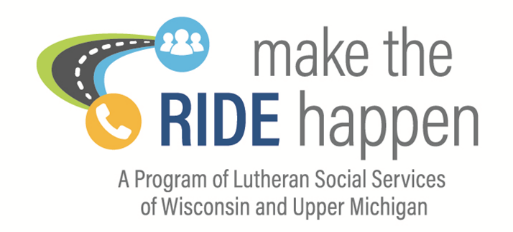 make the
RIDE happen
A Program of Lutheran Social Services
of Wisconsin and Upper Michigan